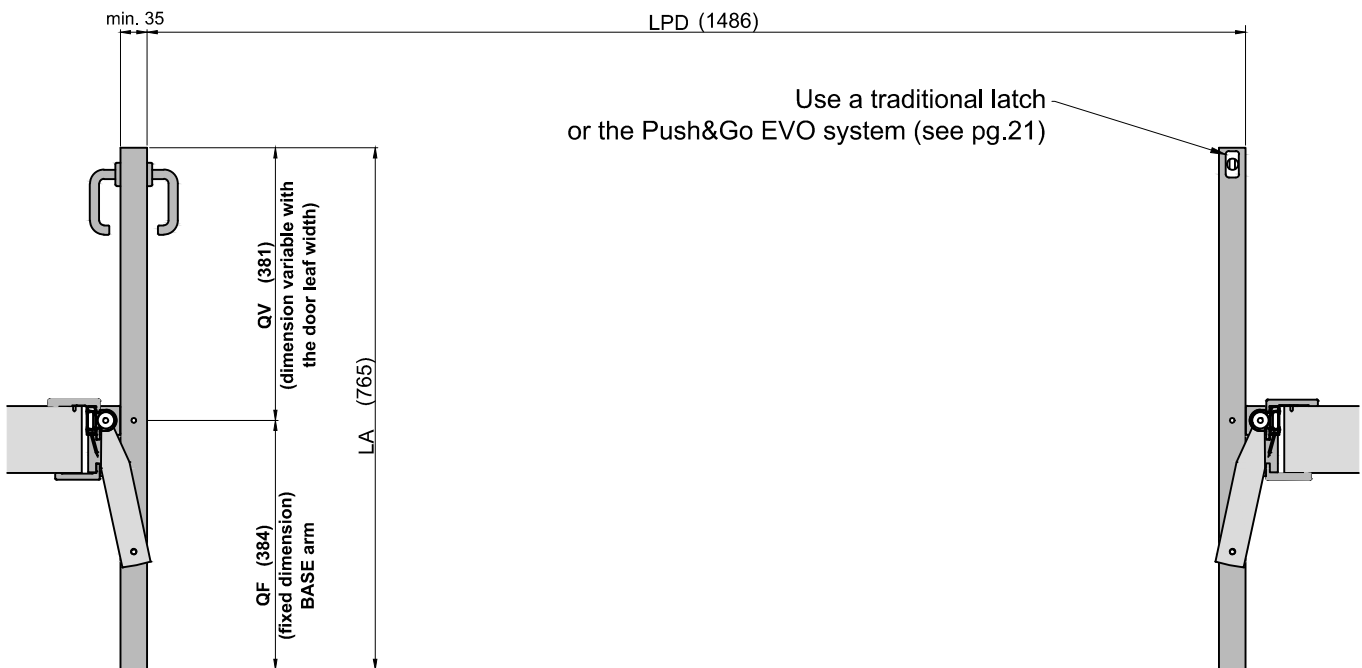 min. 35
LPD (1486)
Use a traditional latch
or the Push&Go EVO system (see pg.21)
QV (381)
(dimension variable with
the door leaf width)
LA (765)
QF (384)
(fixed dimension)
BASE arm